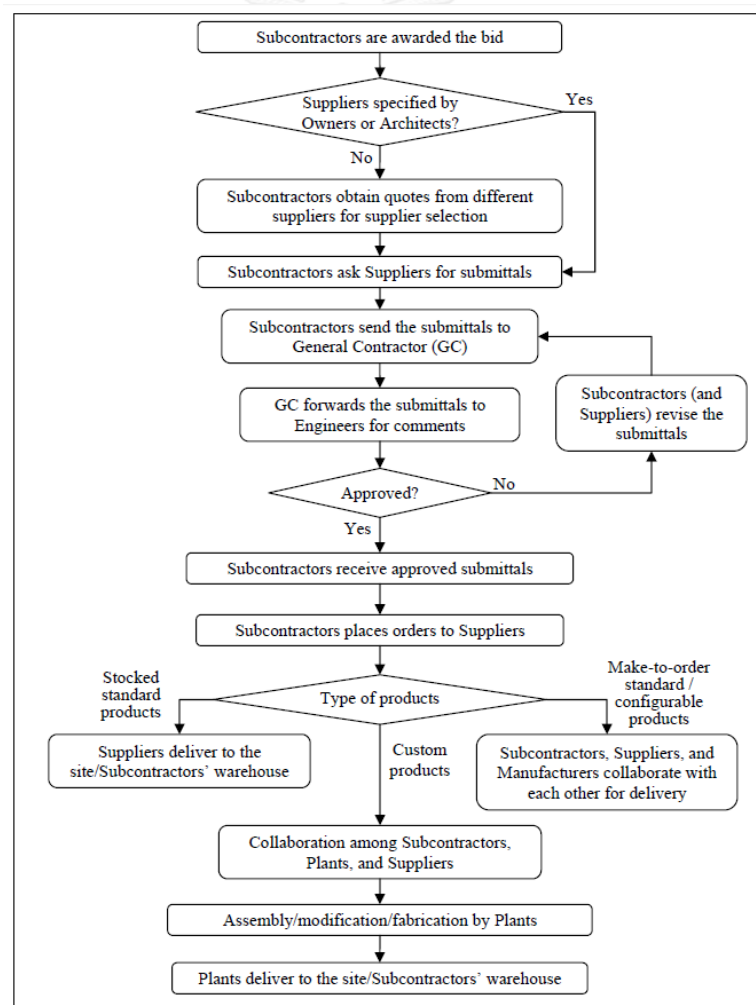 Subcontractors are awarded the bid
Suppliers specified by
Owners or Architects?
Yes
No
Subcontractors obtain quotes from different
suppliers for supplier selection
Subcontractors ask Suppliers for submittals
Subcontractors send the submittals to
General Contractor (GC)
GC forwards the submittals to
Engineers for comments
Subcontractors (and
Suppliers) revise the
submittals
Approved?
No
Yes
Subcontractors receive approved submittals
Subcontractors places orders to Suppliers
Stocked
standard
products
Type of products
Make-to-order
standard /
configurable
products
Suppliers deliver to the
site/Subcontractors' warehouse
Custom
products
Subcontractors, Suppliers, and
Manufacturers collaborate with
each other for delivery
Collaboration among Subcontractors,
Plants, and Suppliers
Assembly/modification/fabrication by Plants
Plants deliver to the site/Subcontractors' warehouse